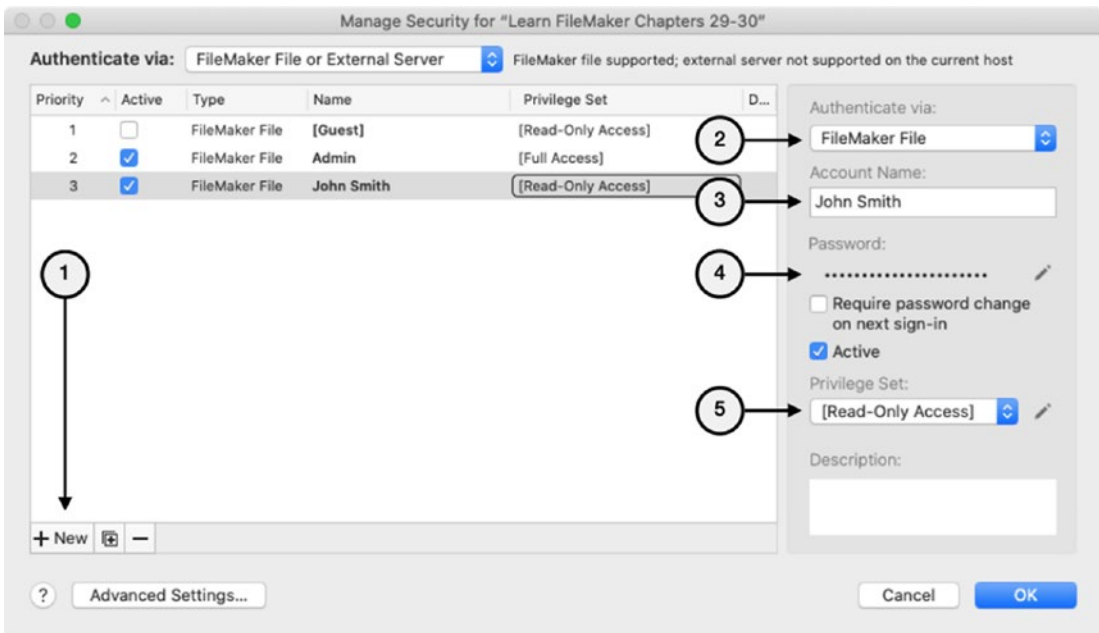 Manage Security for “Learn FileMaker Chapters 29-30”
Authenticate via: FileMaker File or External Server FileMaker file supported; external server not supported on the current host
Priority Active Type Name Privilege Set D...
1 FileMaker File [Guest] [Read-Only Access]
2 FileMaker File Admin [Full Access]
3 FileMaker File John Smith [Read-Only Access]
1
+ New
2
3
4
5
Authenticate via:
FileMaker File
Account Name:
John Smith
Password:
Require password change
on next sign-in
Active
Privilege Set:
[Read-Only Access]
Description:
? Advanced Settings... Cancel OK